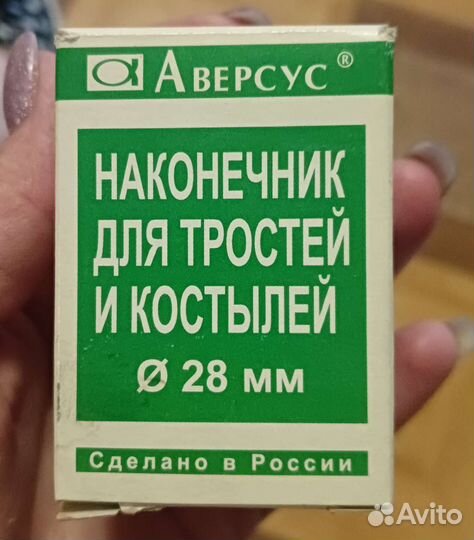 Аверсус ®
НАКОНЕЧНИК
ДЛЯ ТРОСТЕЙ
И КОСТЫЛЕЙ
Ø 28 мм
Сделано в России
Avito